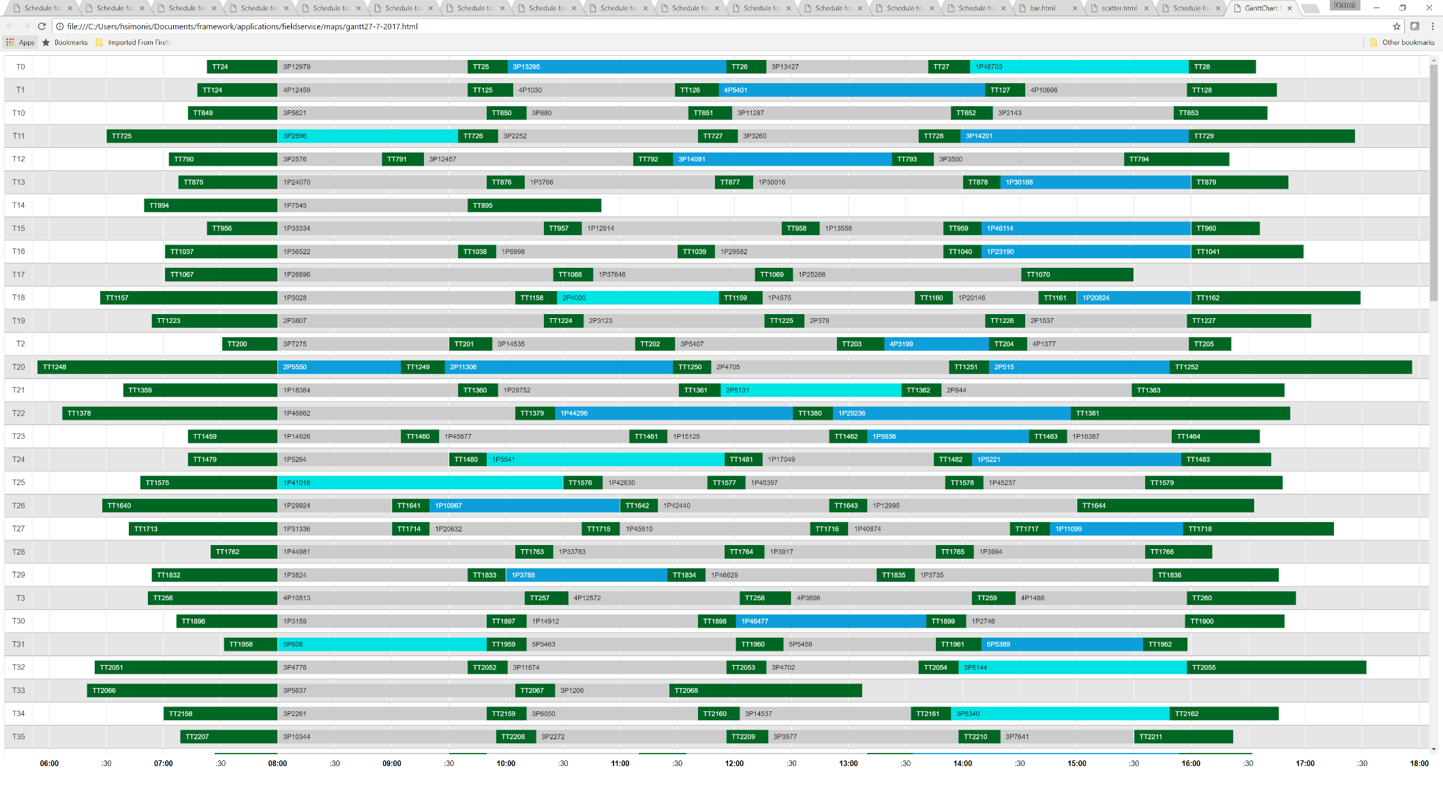 Schedule fo Schedule fo Schedule fo Schedule fo Schedule fo Schedule fo Schedule fo Schedule fo Schedule fo Schedule fo Schedule fo Schedule fo Schedule fo Schedule fo bar.html scatter.html Schedule fo GanttChart
file:///C:/Users/hsimonis/Documents/framework/applications/fieldservice/maps/gantt27-7-2017.html
Apps Bookmarks Imported From Firefo Other bookmarks
T0 TT24 3P12979 TT25 3P13295 TT26 3P13427 TT27 1P46703 TT28
T1 TT124 4P12459 TT125 4P1030 TT126 4P5401 TT127 4P10696 TT128
T10 TT649 3P5821 TT650 3P880 TT651 3P11287 TT652 3P2143 TT653
T11 TT725 3P2696 TT726 3P2252 TT727 3P3260 TT728 3P14201 TT729
T12 TT790 3P2576 TT791 3P12457 TT792 3P14081 TT793 3P3500 TT794
T13 TT875 1P24070 TT876 1P3766 TT877 1P30016 TT878 1P30188 TT879
T14 TT894 1P7545 TT895
T15 TT956 1P33334 TT957 1P12914 TT958 1P13558 TT959 1P46114 TT960
T16 TT1037 1P36522 TT1038 1P6998 TT1039 1P29582 TT1040 1P23190 TT1041
T17 TT1067 1P26896 TT1068 1P37646 TT1069 1P25266 TT1070
T18 TT1157 1P3028 TT1158 2P4000 TT1159 1P4575 TT1160 1P20146 TT1161 1P20824 TT1162
T19 TT1223 2P3807 TT1224 2P3123 TT1225 2P378 TT1226 2P1537 TT1227
T2 TT200 3P7275 TT201 3P14535 TT202 3P5407 TT203 4P3199 TT204 4P1377 TT205
T20 TT1248 2P5550 TT1249 2P11306 TT1250 2P4705 TT1251 2P515 TT1252
T21 TT1359 1P18364 TT1360 1P29752 TT1361 2P5131 TT1362 2P844 TT1363
T22 TT1378 1P46862 TT1379 1P44296 TT1380 1P29236 TT1381
T23 TT1459 1P14926 TT1460 1P45677 TT1461 1P15125 TT1462 1P5936 TT1463 1P16387 TT1464
T24 TT1479 1P5264 TT1480 1P5541 TT1481 1P17049 TT1482 1P5221 TT1483
T25 TT1575 1P41016 TT1576 1P42630 TT1577 1P45397 TT1578 1P45237 TT1579
T26 TT1640 1P29924 TT1641 1P10967 TT1642 1P42440 TT1643 1P12995 TT1644
T27 TT1713 1P31336 TT1714 1P20632 TT1715 1P45510 TT1716 1P40874 TT1717 1P11099 TT1718
T28 TT1762 1P44981 TT1763 1P33783 TT1764 1P3917 TT1765 1P3994 TT1766
T29 TT1832 1P3824 TT1833 1P3788 TT1834 1P46629 TT1835 1P3735 TT1836
T3 TT256 4P10513 TT257 4P12572 TT258 4P3696 TT259 4P1488 TT260
T30 TT1896 1P3159 TT1897 1P14912 TT1898 1P46477 TT1899 1P2746 TT1900
T31 TT1958 5P608 TT1959 5P5463 TT1960 5P5458 TT1961 5P5389 TT1962
T32 TT2051 3P4776 TT2052 3P11674 TT2053 3P4702 TT2054 3P5144 TT2055
T33 TT2066 3P5837 TT2067 3P1206 TT2068
T34 TT2158 3P2261 TT2159 3P6050 TT2160 3P14537 TT2161 3P8340 TT2162
T35 TT2207 3P10344 TT2208 3P2272 TT2209 3P3577 TT2210 3P7641 TT2211
06:00 :30 07:00 :30 08:00 :30 09:00 :30 10:00 :30 11:00 :30 12:00 :30 13:00 :30 14:00 :30 15:00 :30 16:00 :30 17:00 :30 18:00